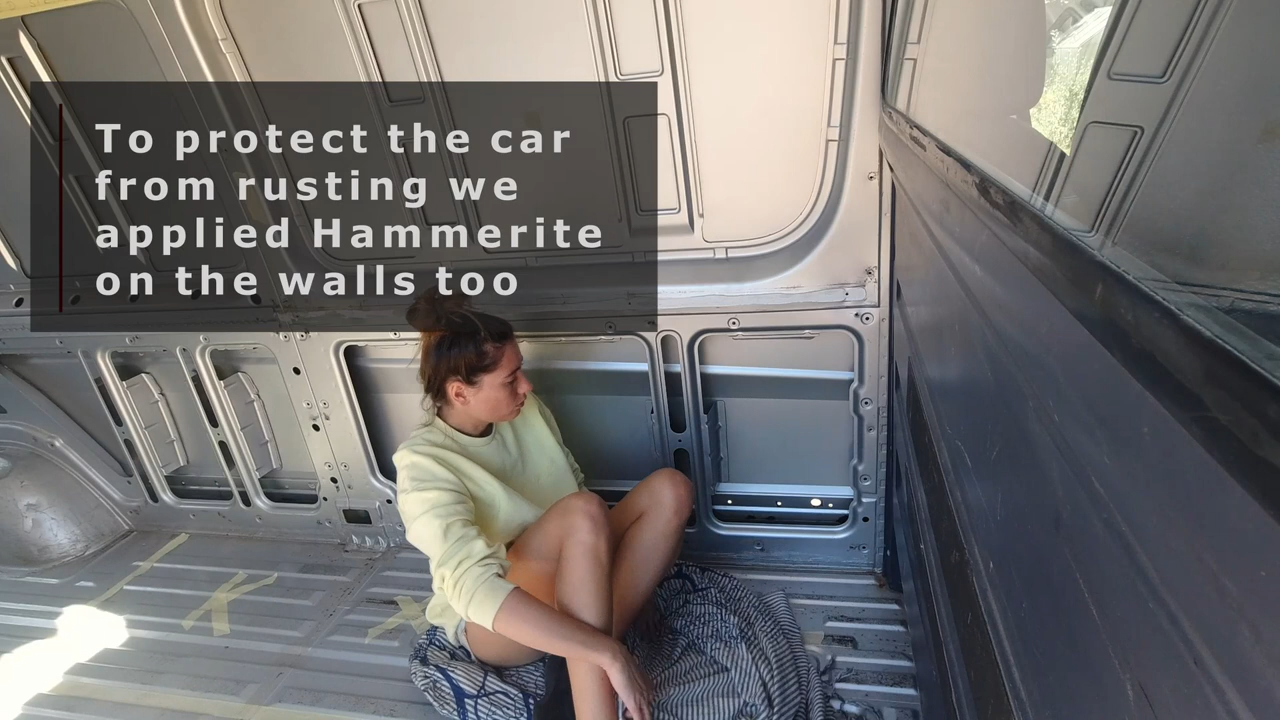 To protect the car
from rusting we
applied Hammerite
on the walls too